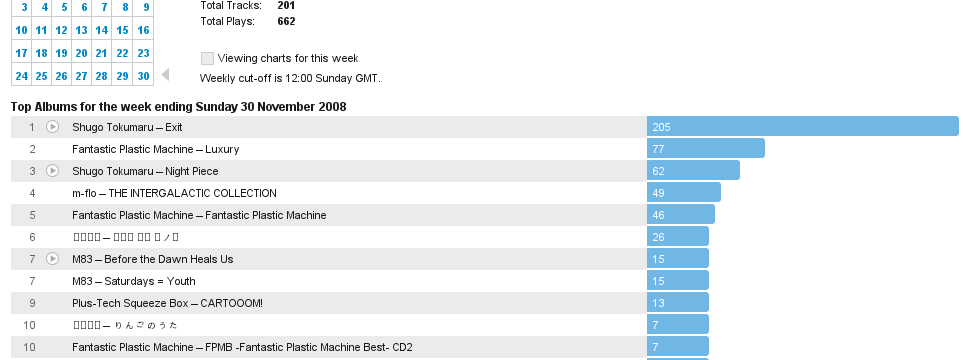 3 4 5 6 7 8 9
Total Tracks: 201
10 11 12 13 14 15 16
Total Plays: 662
17 18 19 20 21 22 23
Viewing charts for this week
24 25 26 27 28 29 30
Weekly cut-off is 12:00 Sunday GMT.
Top Albums for the week ending Sunday 30 November 2008
1 Shugo Tokumaru – Exit 205
2 Fantastic Plastic Machine – Luxury 77
3 Shugo Tokumaru – Night Piece 62
4 m-flo – THE INTERGALACTIC COLLECTION 49
5 Fantastic Plastic Machine – Fantastic Plastic Machine 46
6 – ノ 26
7 M83 – Before the Dawn Heals Us 15
7 M83 – Saturdays = Youth 15
9 Plus-Tech Squeeze Box – CARTOOOM! 13
10 – りんごのうた 7
10 Fantastic Plastic Machine – FPMB -Fantastic Plastic Machine Best- CD2 7